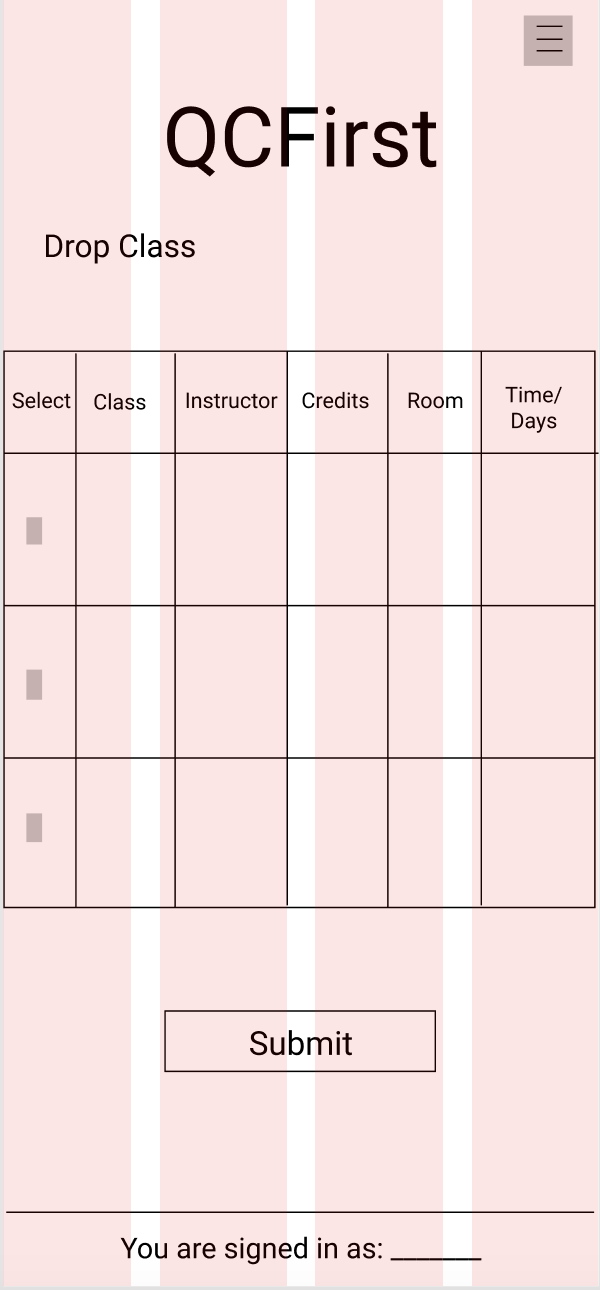 QCFirst
Drop Class
Select Class Instructor Credits Room Time/
Days
Submit
You are signed in as: _______